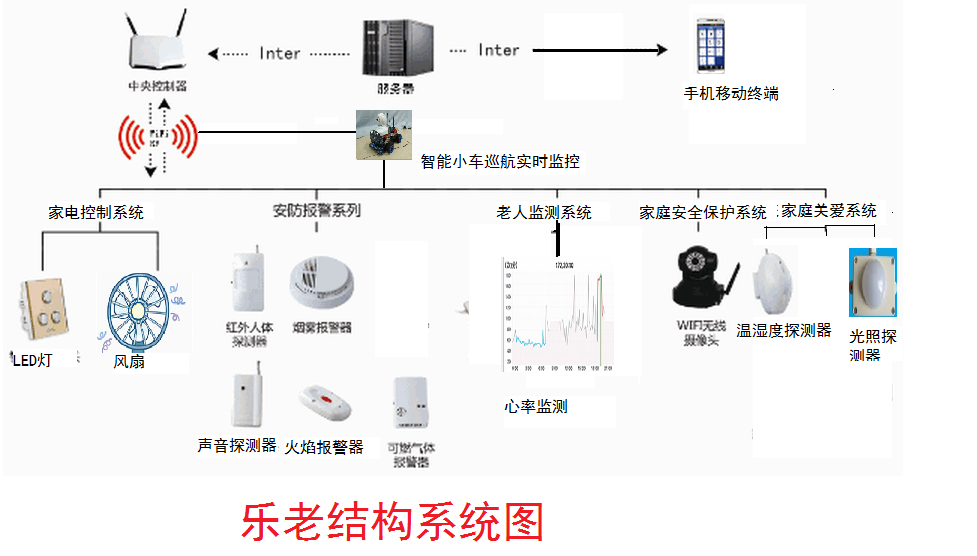 Inter
Inter
中央控制器
服务器
手机移动终端
智能小车巡航实时监控
家电控制系统
安防报警系列
老人监测系统
家庭安全保护系统
家庭关爱系统
LED灯
风扇
红外人体
探测器
烟雾报警器
心率监测
WIFI无线
摄像头
温湿度探测器
光照探
测器
声音探测器
火焰报警器
可燃气体
报警器
乐老结构系统图